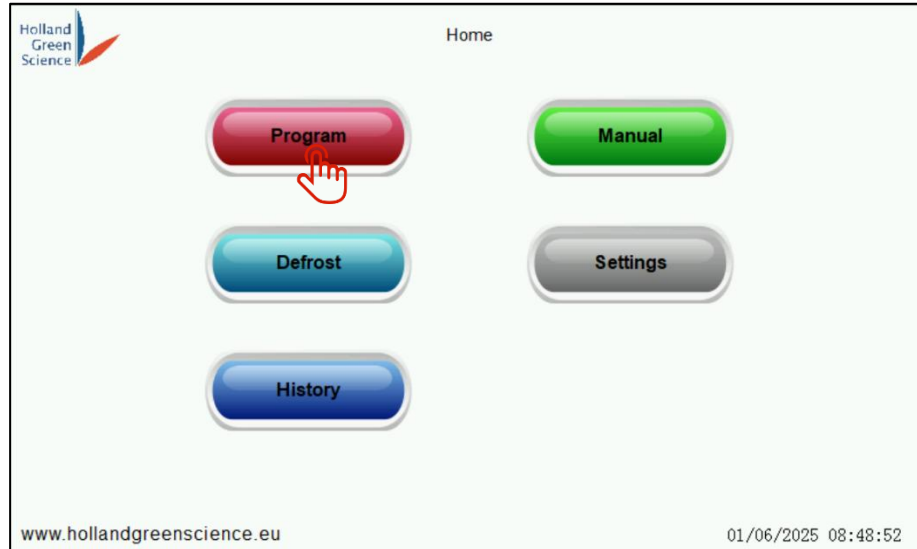 Holland
Green
Science
Home
Program
Manual
Defrost
Settings
History
www.hollandgreenscience.eu
01/06/2025 08:48:52